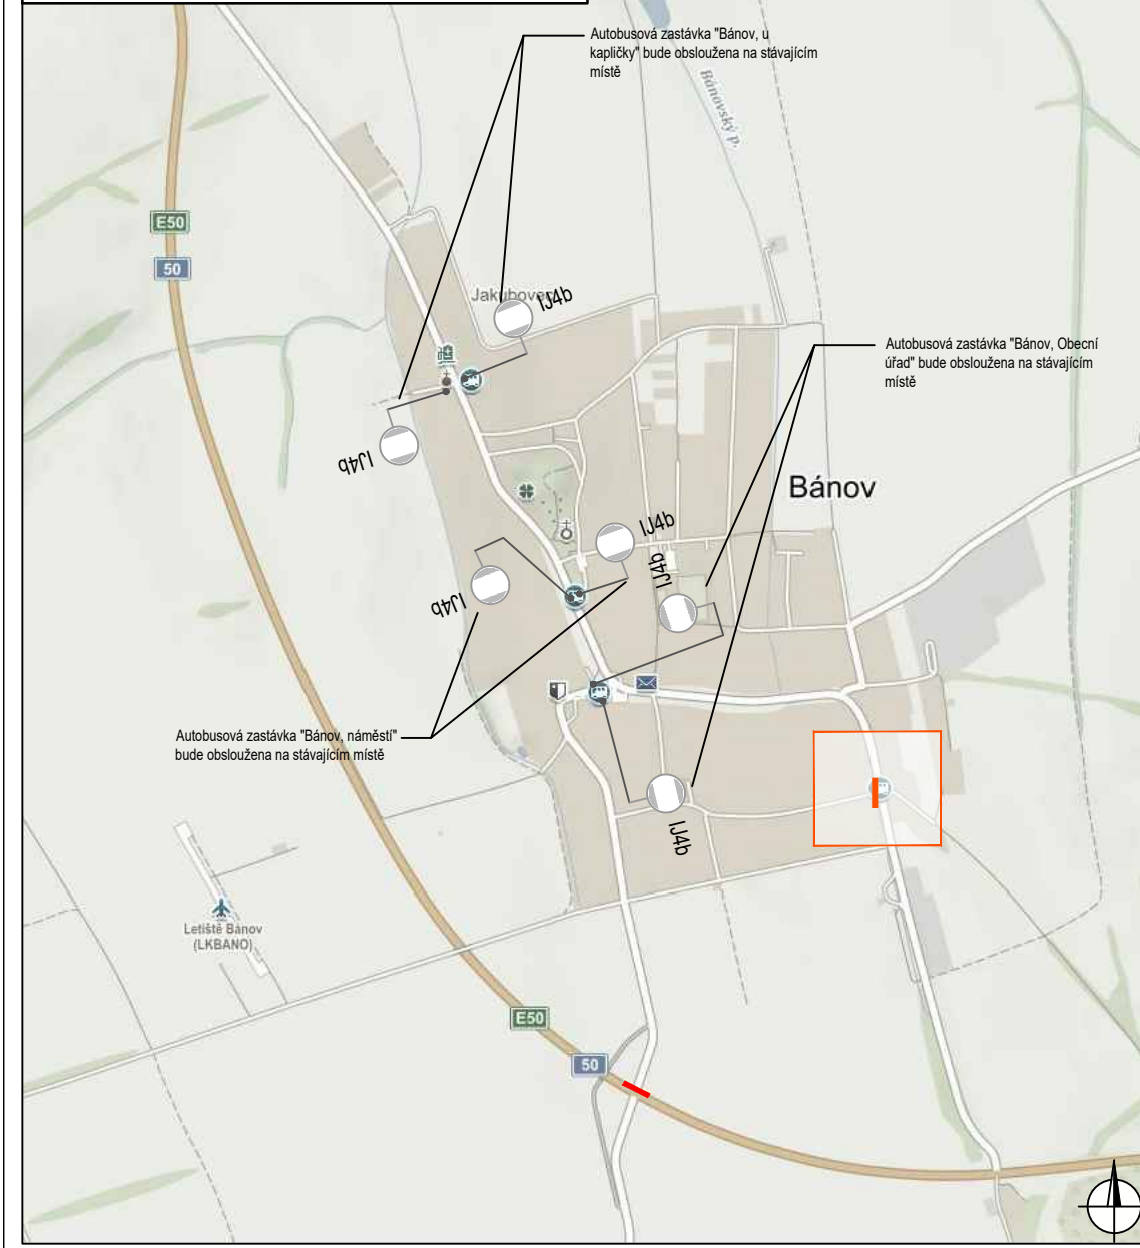 Autobusová zastávka "Bánov, u
kapličky" bude obsloužena na stávajícím
místě
Bánovský p.
E50
50
Jakubovec
IJ4b
Autobusová zastávka "Bánov, Obecní
úřad" bude obsloužena na stávajícím
místě
IJ4b
Bánov
IJ4b
IJ4b
IJ4b
Autobusová zastávka "Bánov, náměstí"
bude obsloužena na stávajícím místě
IJ4b
Letiště Bánov
(LKBANO)
E50
50